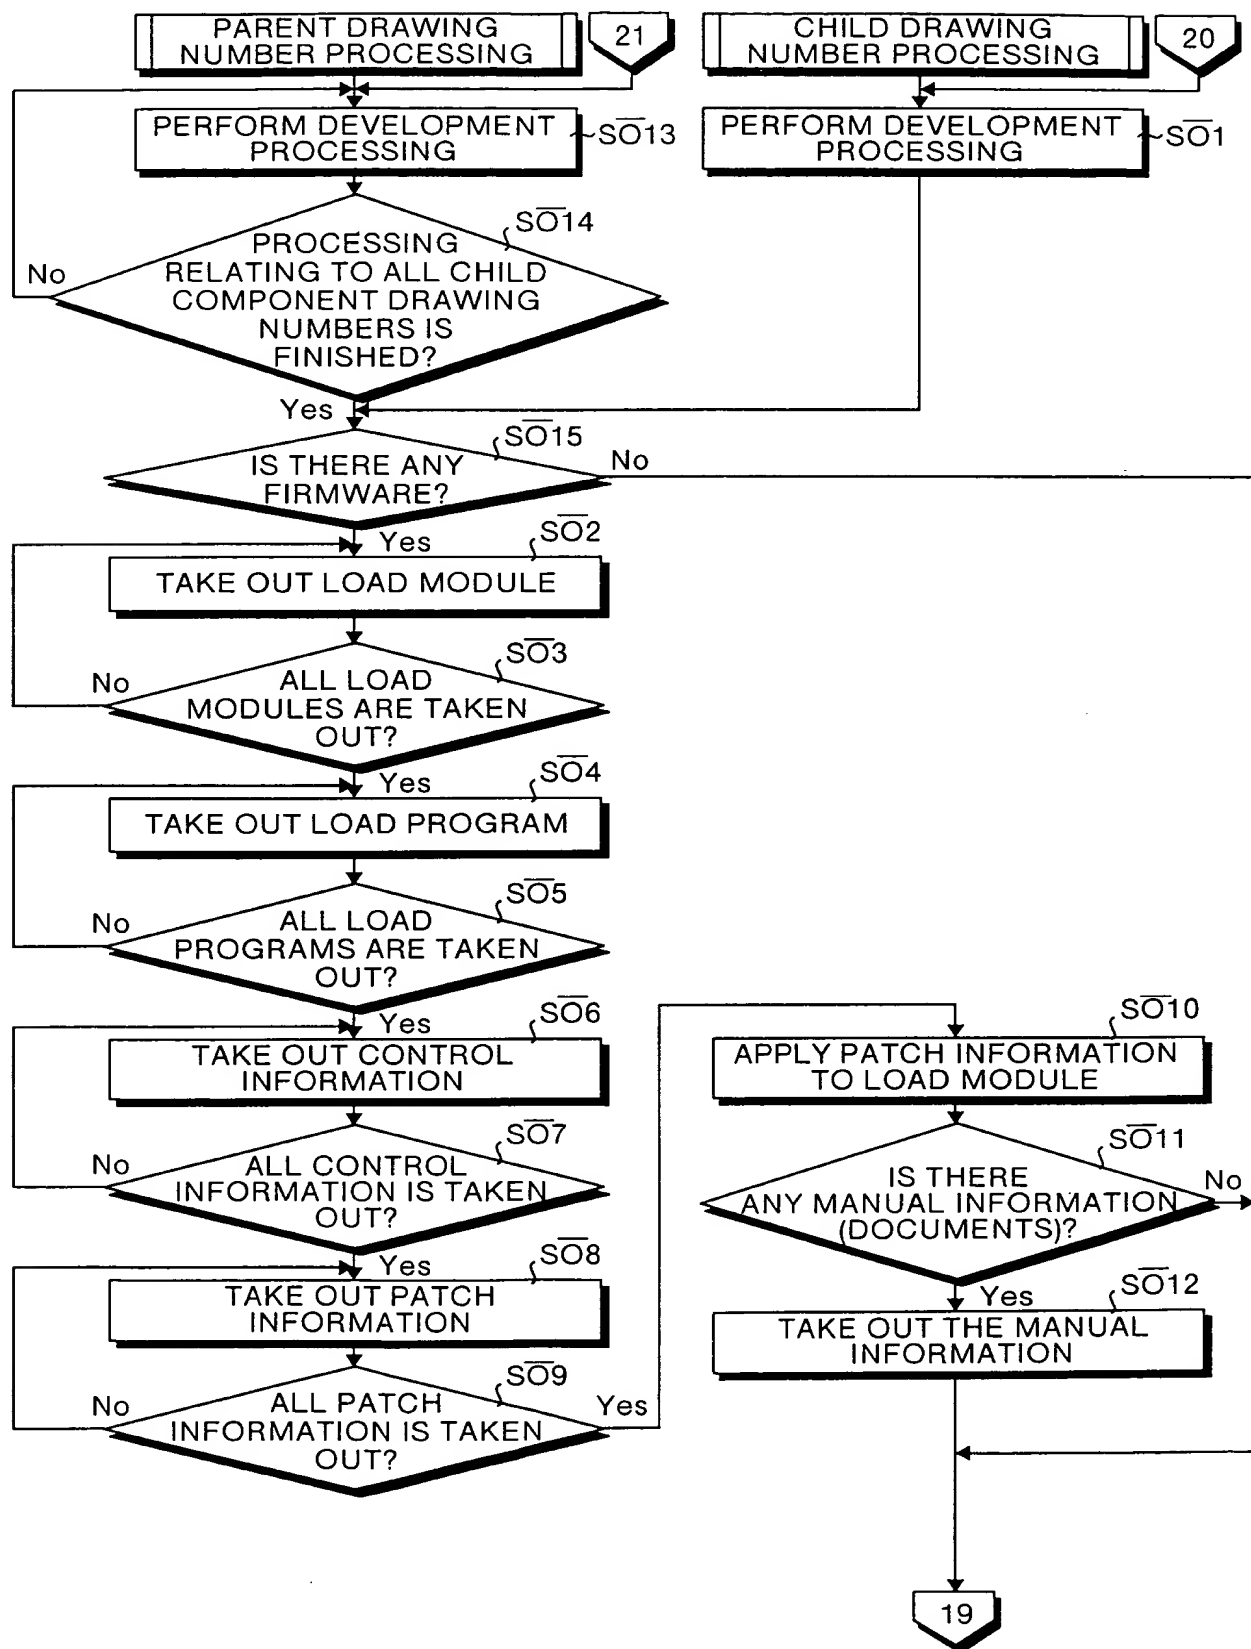 PARENT DRAWING
NUMBER PROCESSING
21
CHILD DRAWING
NUMBER PROCESSING
20
PERFORM DEVELOPMENT
PROCESSING
SO13
PERFORM DEVELOPMENT
PROCESSING
SO1
SO14
PROCESSING
RELATING TO ALL CHILD
COMPONENT DRAWING
NUMBERS IS
FINISHED?
No
Yes
SO15
IS THERE ANY
FIRMWARE?
No
Yes
SO2
TAKE OUT LOAD MODULE
SO3
ALL LOAD
MODULES ARE TAKEN
OUT?
No
Yes
SO4
TAKE OUT LOAD PROGRAM
SO5
ALL LOAD
PROGRAMS ARE TAKEN
OUT?
No
Yes
SO6
TAKE OUT CONTROL
INFORMATION
SO7
ALL CONTROL
INFORMATION IS TAKEN
OUT?
No
Yes
SO8
TAKE OUT PATCH
INFORMATION
SO9
ALL PATCH
INFORMATION IS TAKEN
OUT?
No
Yes
SO10
APPLY PATCH INFORMATION
TO LOAD MODULE
SO11
IS THERE
ANY MANUAL INFORMATION
(DOCUMENTS)?
No
Yes
SO12
TAKE OUT THE MANUAL
INFORMATION
19